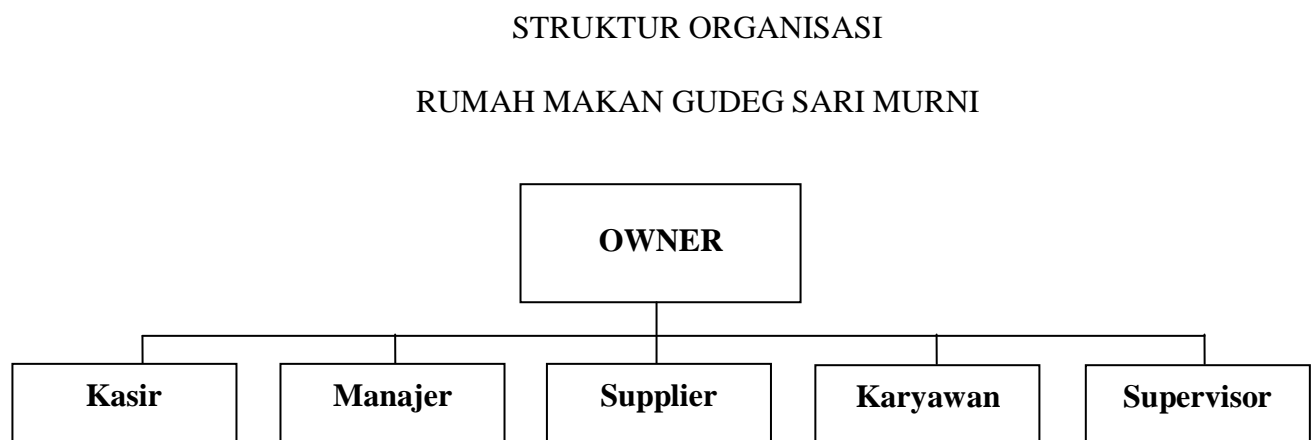 STRUKTUR ORGANISASI
RUMAH MAKAN GUDEG SARI MURNI
OWNER
Kasir
Manajer
Supplier
Karyawan
Supervisor